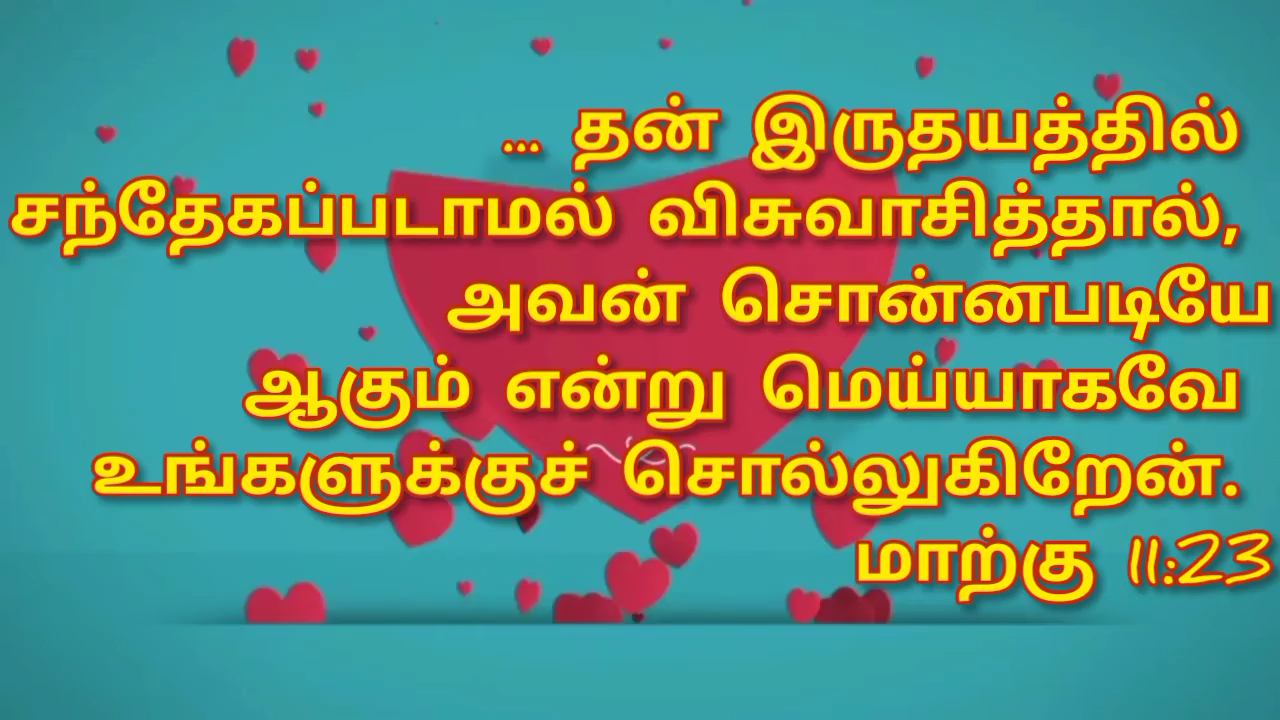 ... தன் இருதயத்தில்
சந்தேகப்படாமல் விசுவாசித்தால்,
அவன் சொன்னபடியே
ஆகும் என்று மெய்யாகவே
உங்களுக்குச் சொல்லுகிறேன்.
மாற்கு 11:23